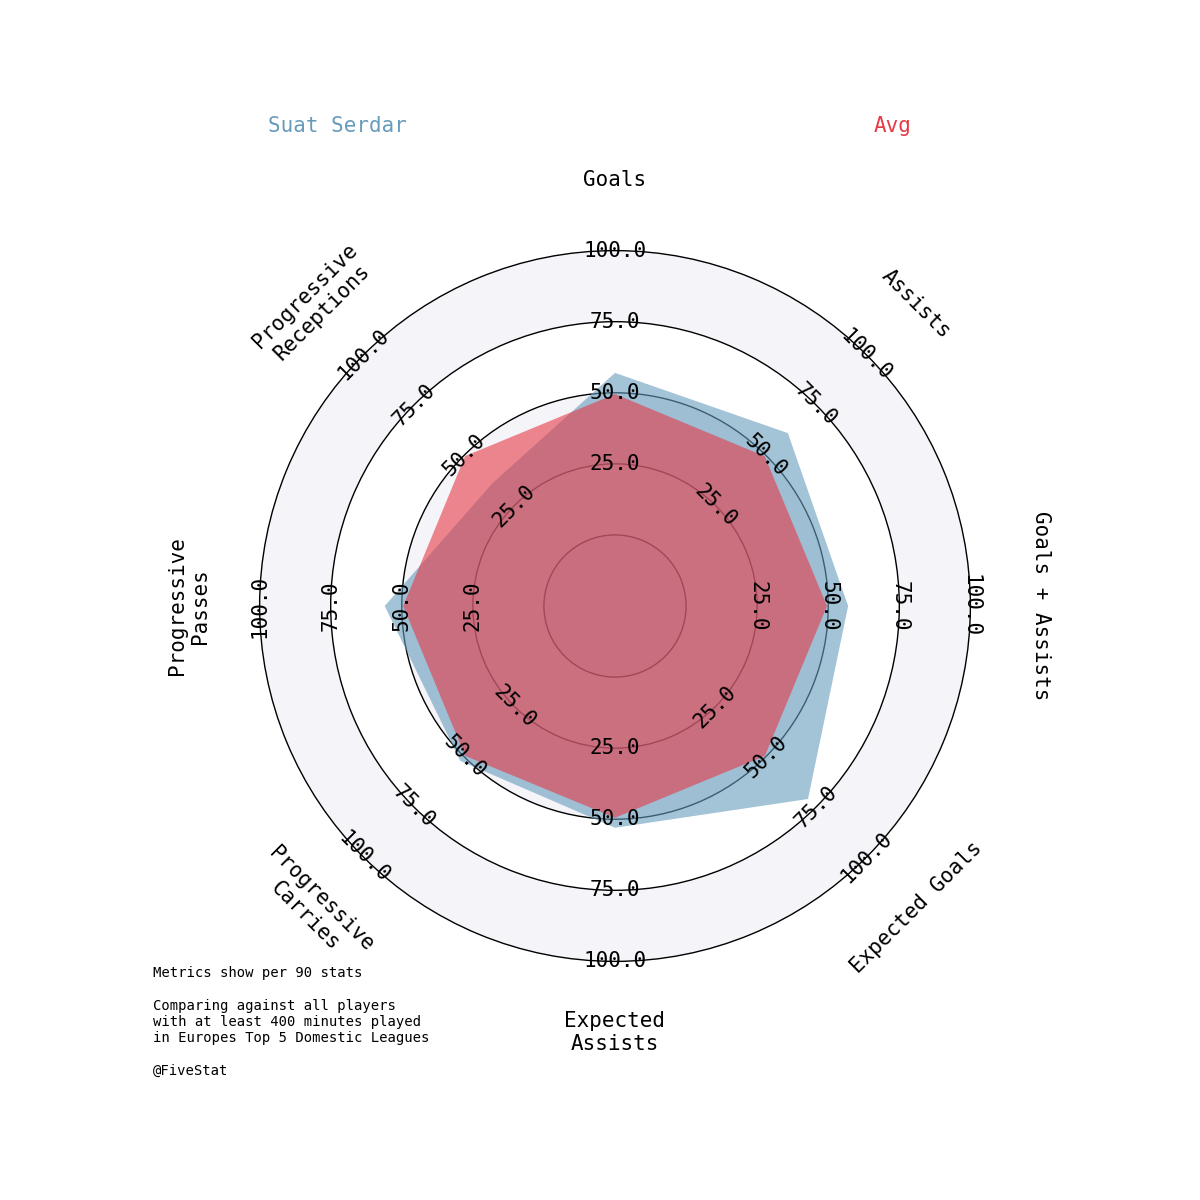 Suat Serdar
Avg
Goals
Assists
Goals + Assists
Expected Goals
Expected
Assists
Progressive
Carries
Progressive
Passes
Progressive
Receptions
100.0
75.0
50.0
25.0
100.0
75.0
50.0
25.0
100.0
75.0
50.0
25.0
100.0
75.0
50.0
25.0
100.0
75.0
50.0
25.0
100.0
75.0
50.0
25.0
100.0
75.0
50.0
25.0
100.0
75.0
50.0
25.0
Metrics show per 90 stats
Comparing against all players
with at least 400 minutes played
in Europes Top 5 Domestic Leagues
@FiveStat